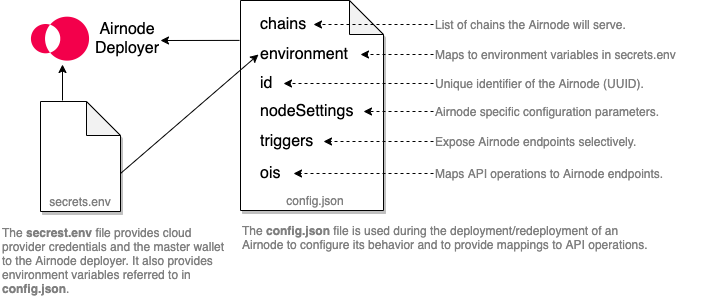 Airnode
Deployer
chains
List of chains the Airnode will serve.
environment
Maps to environment variables in secrets.env
id
Unique identifier of the Airnode (UUID).
nodeSettings
Airnode specific configuration parameters.
triggers
Expose Airnode endpoints selectively.
ois
Maps API operations to Airnode endpoints.
secrets.env
config.json
The secrest.env file provides cloud
provider credentials and the master wallet
to the Airnode deployer. It also provides
environment variables referred to in
config.json.
The config.json file is used during the deployment/redeployment of an
Airnode to configure its behavior and to provide mappings to API operations.